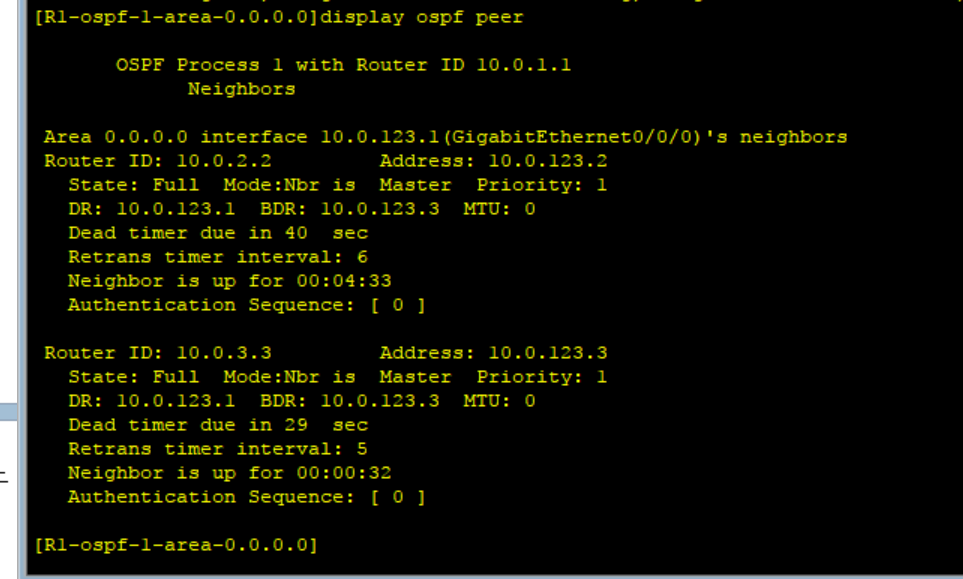 [R1-ospf-1-area-0.0.0.0]display ospf peer
OSPF Process 1 with Router ID 10.0.1.1
Neighbors
Area 0.0.0.0 interface 10.0.123.1(GigabitEthernet0/0/0)'s neighbors
Router ID: 10.0.2.2 Address: 10.0.123.2
State: Full Mode:Nbr is Master Priority: 1
DR: 10.0.123.1 BDR: 10.0.123.3 MTU: 0
Dead timer due in 40 sec
Retrans timer interval: 6
Neighbor is up for 00:04:33
Authentication Sequence: [ 0 ]
Router ID: 10.0.3.3 Address: 10.0.123.3
State: Full Mode:Nbr is Master Priority: 1
DR: 10.0.123.1 BDR: 10.0.123.3 MTU: 0
Dead timer due in 29 sec
Retrans timer interval: 5
Neighbor is up for 00:00:32
Authentication Sequence: [ 0 ]
[R1-ospf-1-area-0.0.0.0]